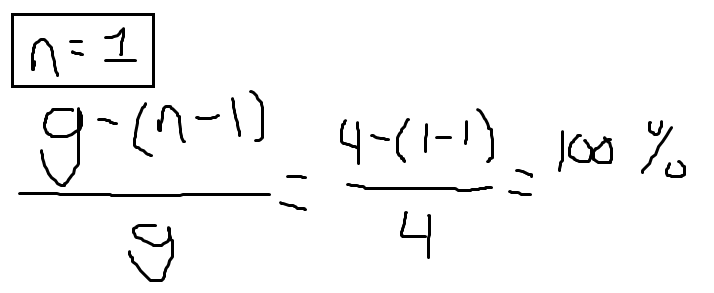 n = 1
g-(n-1)/g = 4-(1-1)/4 = 100 %